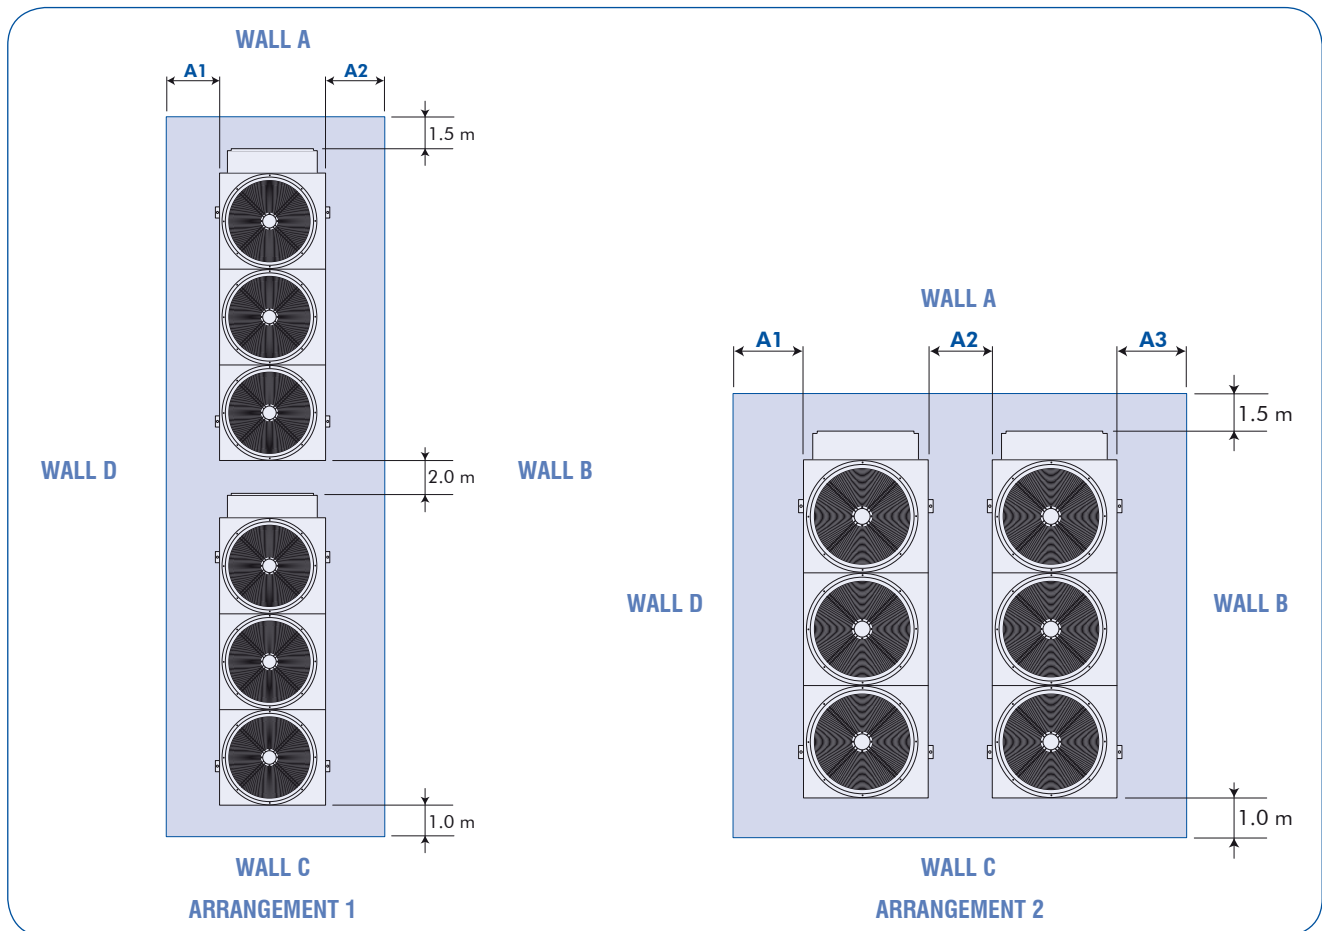 WALL A
A1 A2
1.5 m
WALL D
2.0 m
WALL B
1.0 m
WALL C
ARRANGEMENT 1
WALL A
A1 A2 A3
1.5 m
WALL D
WALL B
1.0 m
WALL C
ARRANGEMENT 2